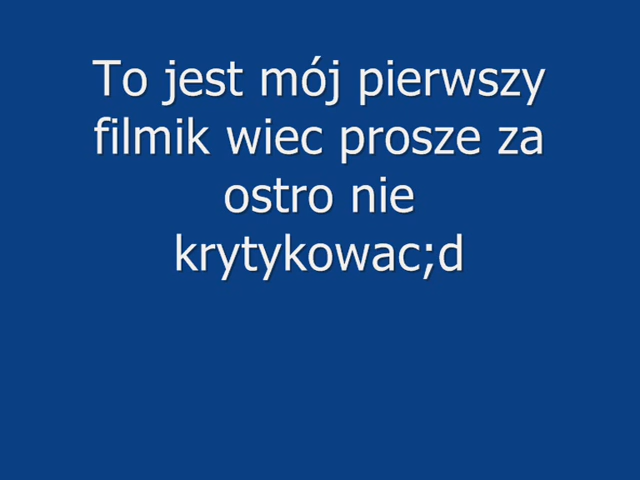 To jest mój pierwszy
filmik wiec prosze za
ostro nie
krytykowac;d